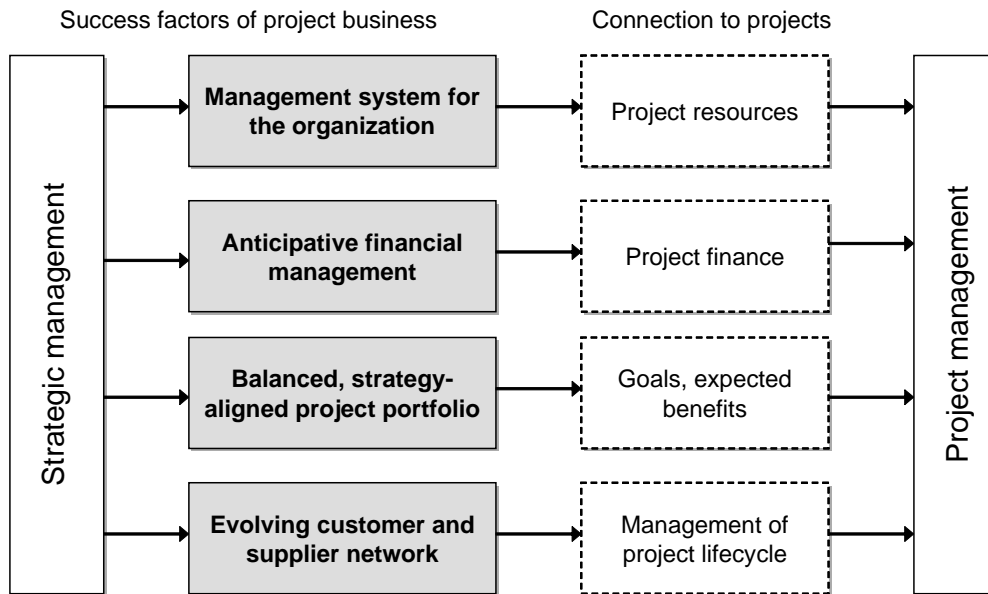 Success factors of project business
Connection to projects
Strategic management
Management system for
the organization
Project resources
Anticipative financial
management
Project finance
Balanced, strategy-
aligned project portfolio
Goals, expected
benefits
Evolving customer and
supplier network
Management of
project lifecycle
Project management